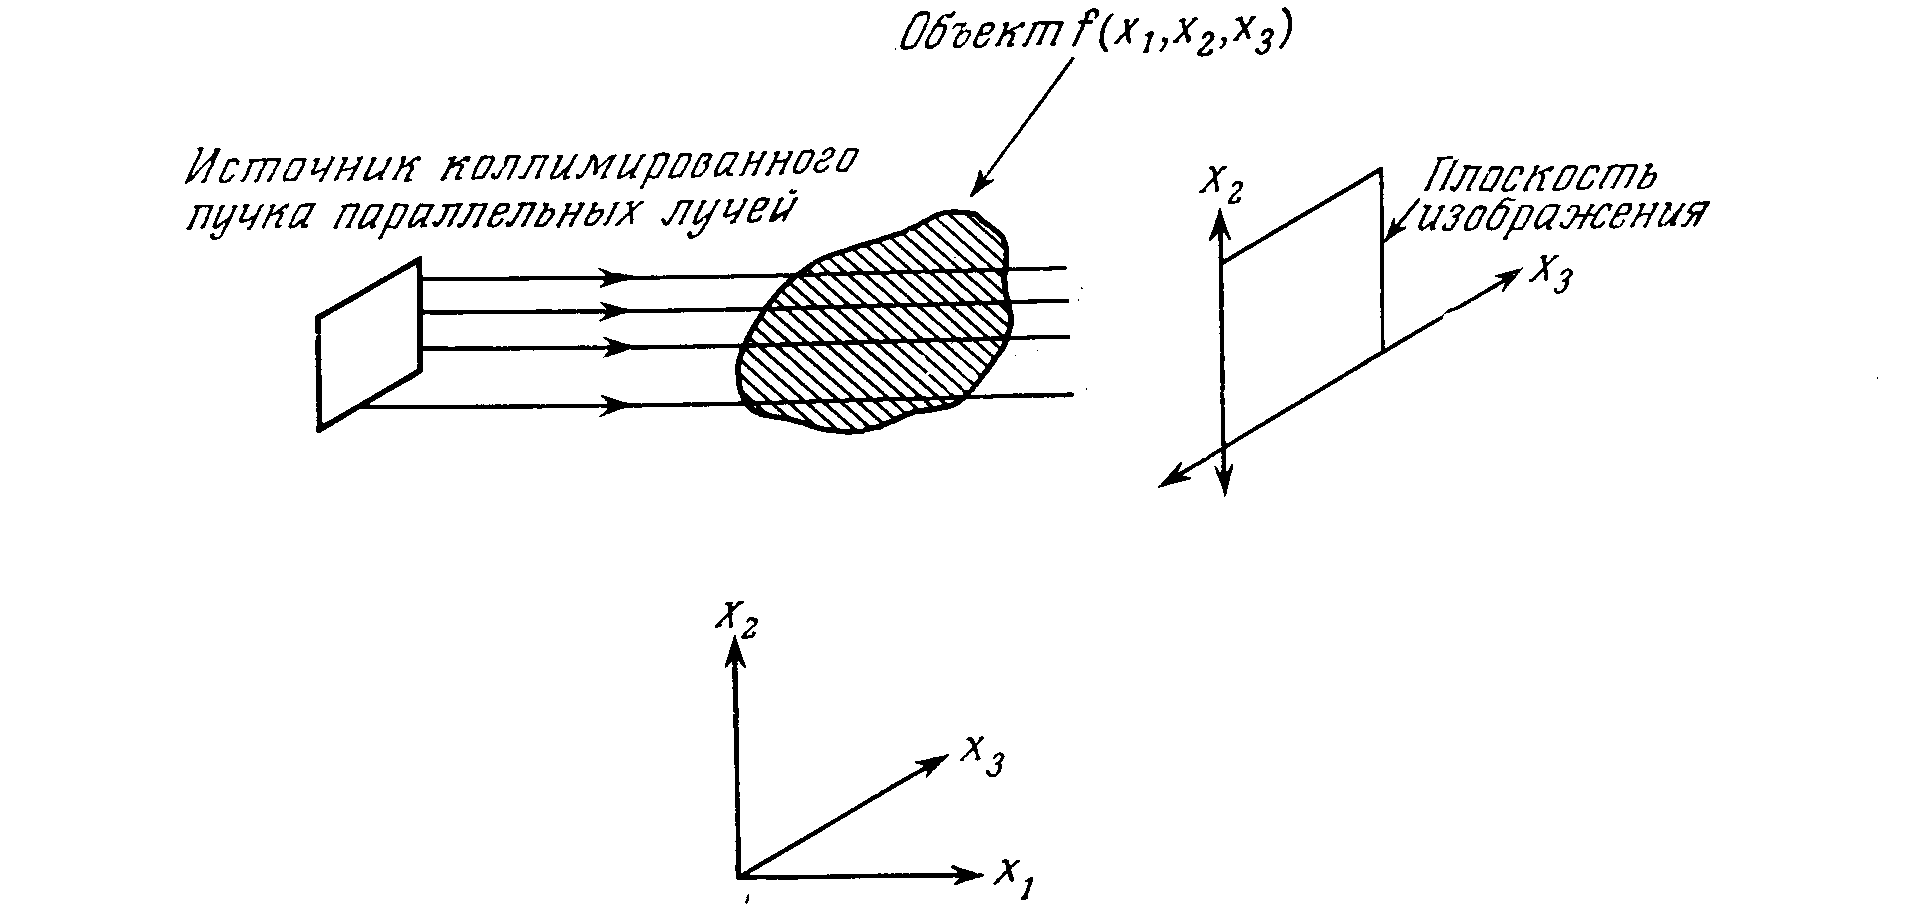 Объект f(x₁,x₂,x₃)
Источник коллимированного
пучка параллельных лучей
x₂
Плоскость
изображения
x₃
x₂
x₃
x₁